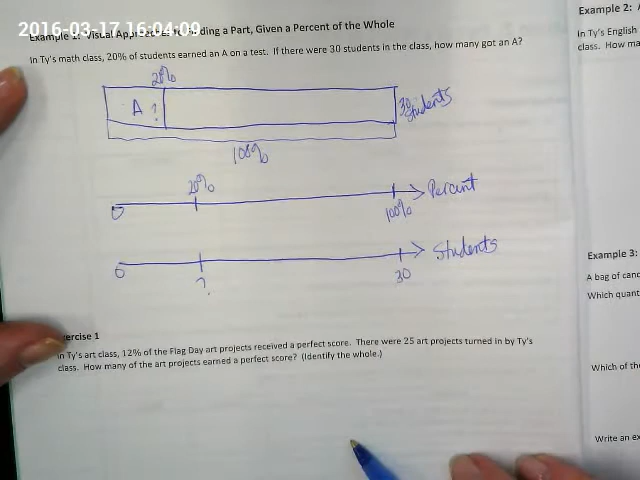 2016-03-17 16:04:09
Example 1: Visual Approaches to Finding a Part, Given a Percent of the Whole
In Ty's math class, 20% of students earned an A on a test. If there were 30 students in the class, how many got an A?
20%
A ?
30 Students
100%
20%
0
100%
Percent
0
?
30
Students
ercise 1
In Ty's art class, 12% of the Flag Day art projects received a perfect score. There were 25 art projects turned in by Ty's
class. How many of the art projects earned a perfect score? (Identify the whole.)
Example 2:
In Ty's English
class. How ma
Example 3:
A bag of canc
Which quant
Which of the
Write an ex